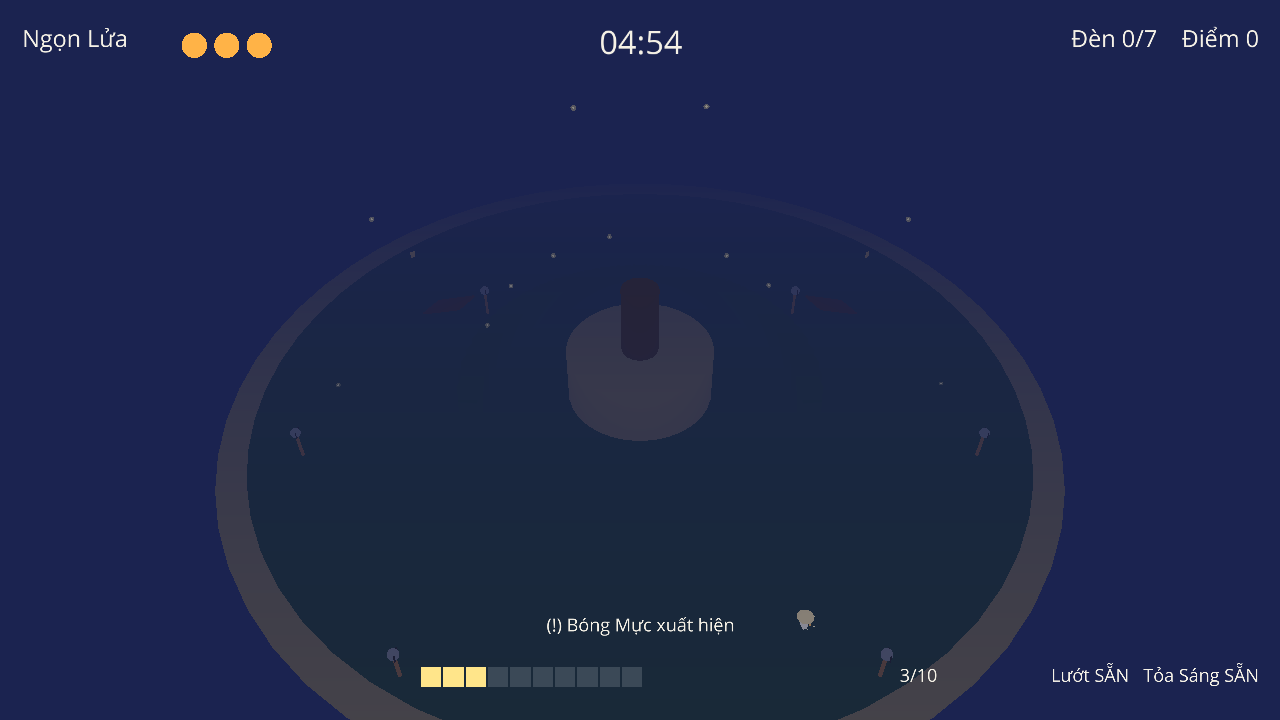 Ngọn Lửa
04:54
Đèn 0/7 Điểm 0
(!) Bóng Mực xuất hiện
3/10
Lướt SẴN Tỏa Sáng SẴN